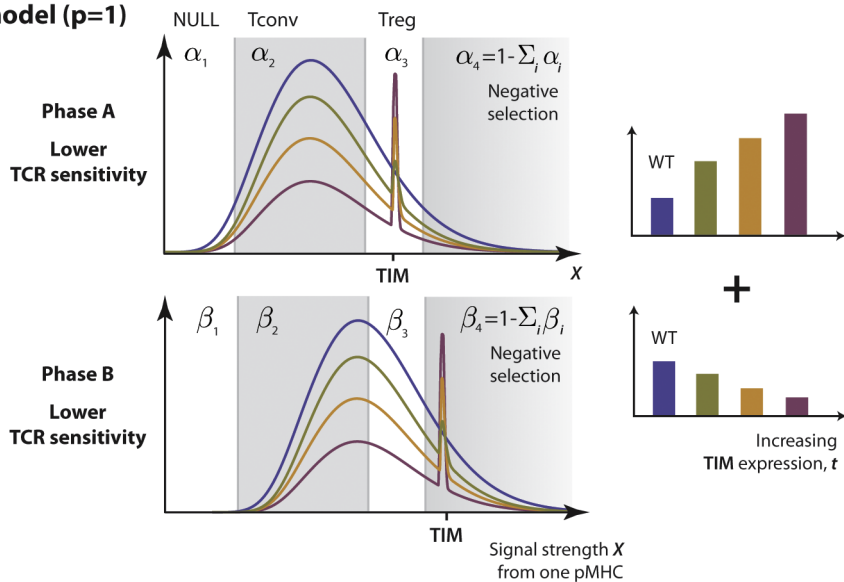 model (p=1)
NULL Tconv Treg
α₁ α₂ α₃ α₄=1-Σᵢ αᵢ
Negative
selection
Phase A
Lower
TCR sensitivity
TIM X
WT
+
β₁ β₂ β₃ β₄=1-Σᵢβᵢ
Negative
selection
Phase B
Lower
TCR sensitivity
TIM
Signal strength X
from one pMHC
WT
Increasing
TIM expression, t